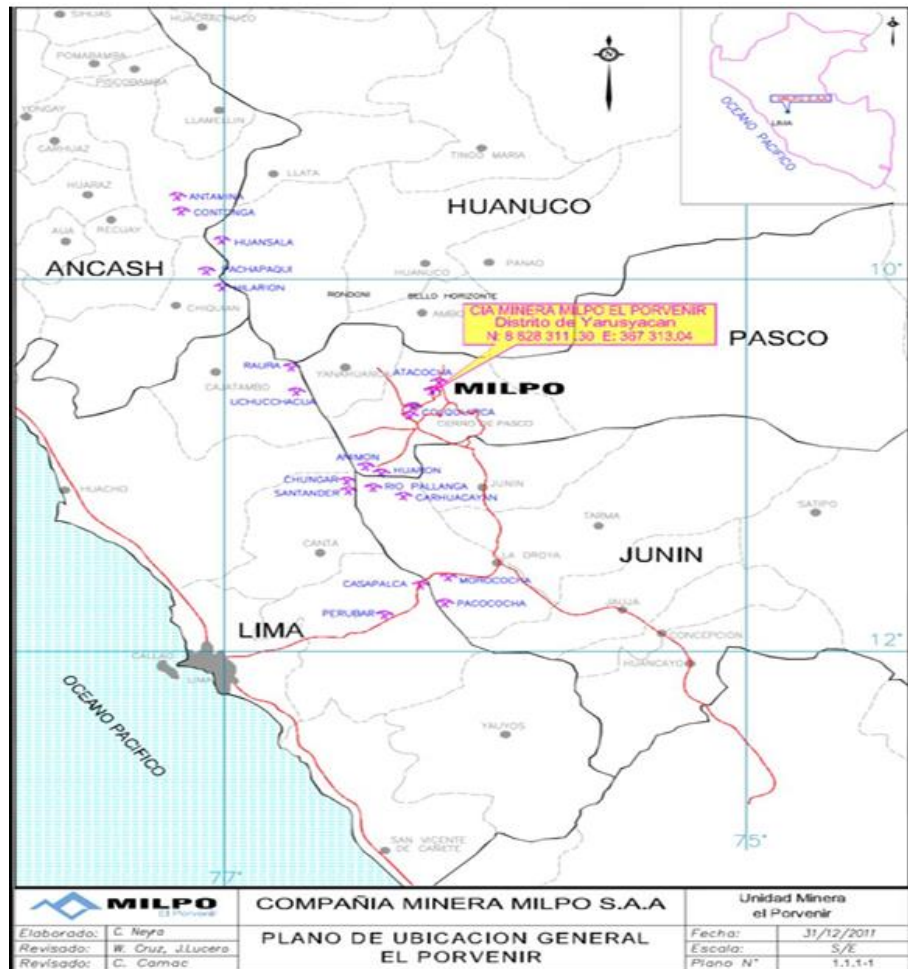 SIHUAS
HUACRACHUCO
POMABAMBA
PISCOBAMBA
YUNGAY
LLAMELLIN
CARHUAZ
TINGO MARIA
LLATA
HUARAZ
ANTAMINA
CONTONGA
HUANUCO
RECUAY
AIJA
HUANSALA
ANCASH
PACHAPAQUI
HUANUCO
PANAO
10°
HILARION
RONDONI
BELLO HORIZONTE
CHIQUIAN
AMBO
CIA MINERA MILPO EL PORVENIR
Distrito de Yarusyacan
N: 8 828 311.30 E: 367 313.04
PASCO
RAURA
YANAHUANCA
ATACOCHA
CAJATAMBO
MILPO
UCHUCCHACUA
COLQUIJIRCA
CERRO DE PASCO
ANIMON
HUARON
CHUNGAR
RIO PALLANGA
JUNIN
HUACHO
SANTANDER
CARHUACAYAN
SATIPO
TARMA
CANTA
LA OROYA
JUNIN
CASAPALCA
MOROCOCHA
PACOCOCHA
JAUJA
PERUBAR
LIMA
CONCEPCION
12°
CALLAO
HUANCAYO
LIMA
OCEANO PACIFICO
YAUYOS
SAN VICENTE
DE CAÑETE
75°
77°
OCEANO PACIFICO
LIMA
MILPO
El Porvenir
COMPAÑIA MINERA MILPO S.A.A
Unidad Minera
el Porvenir
Elaborado: C. Neyra
Revisado: W. Cruz, J.Lucero
Revisado: C. Camac
PLANO DE UBICACION GENERAL
EL PORVENIR
Fecha: 31/12/2011
Escala: S/E
Plano N° 1.1.1-1